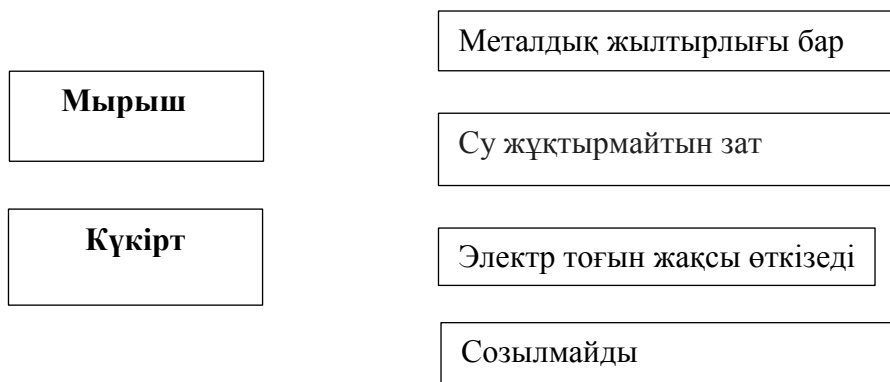 Мырыш
Күкірт
Металдық жылтырлығы бар
Су жұқтырмайтын зат
Электр тоғын жақсы өткізеді
Созылмайды